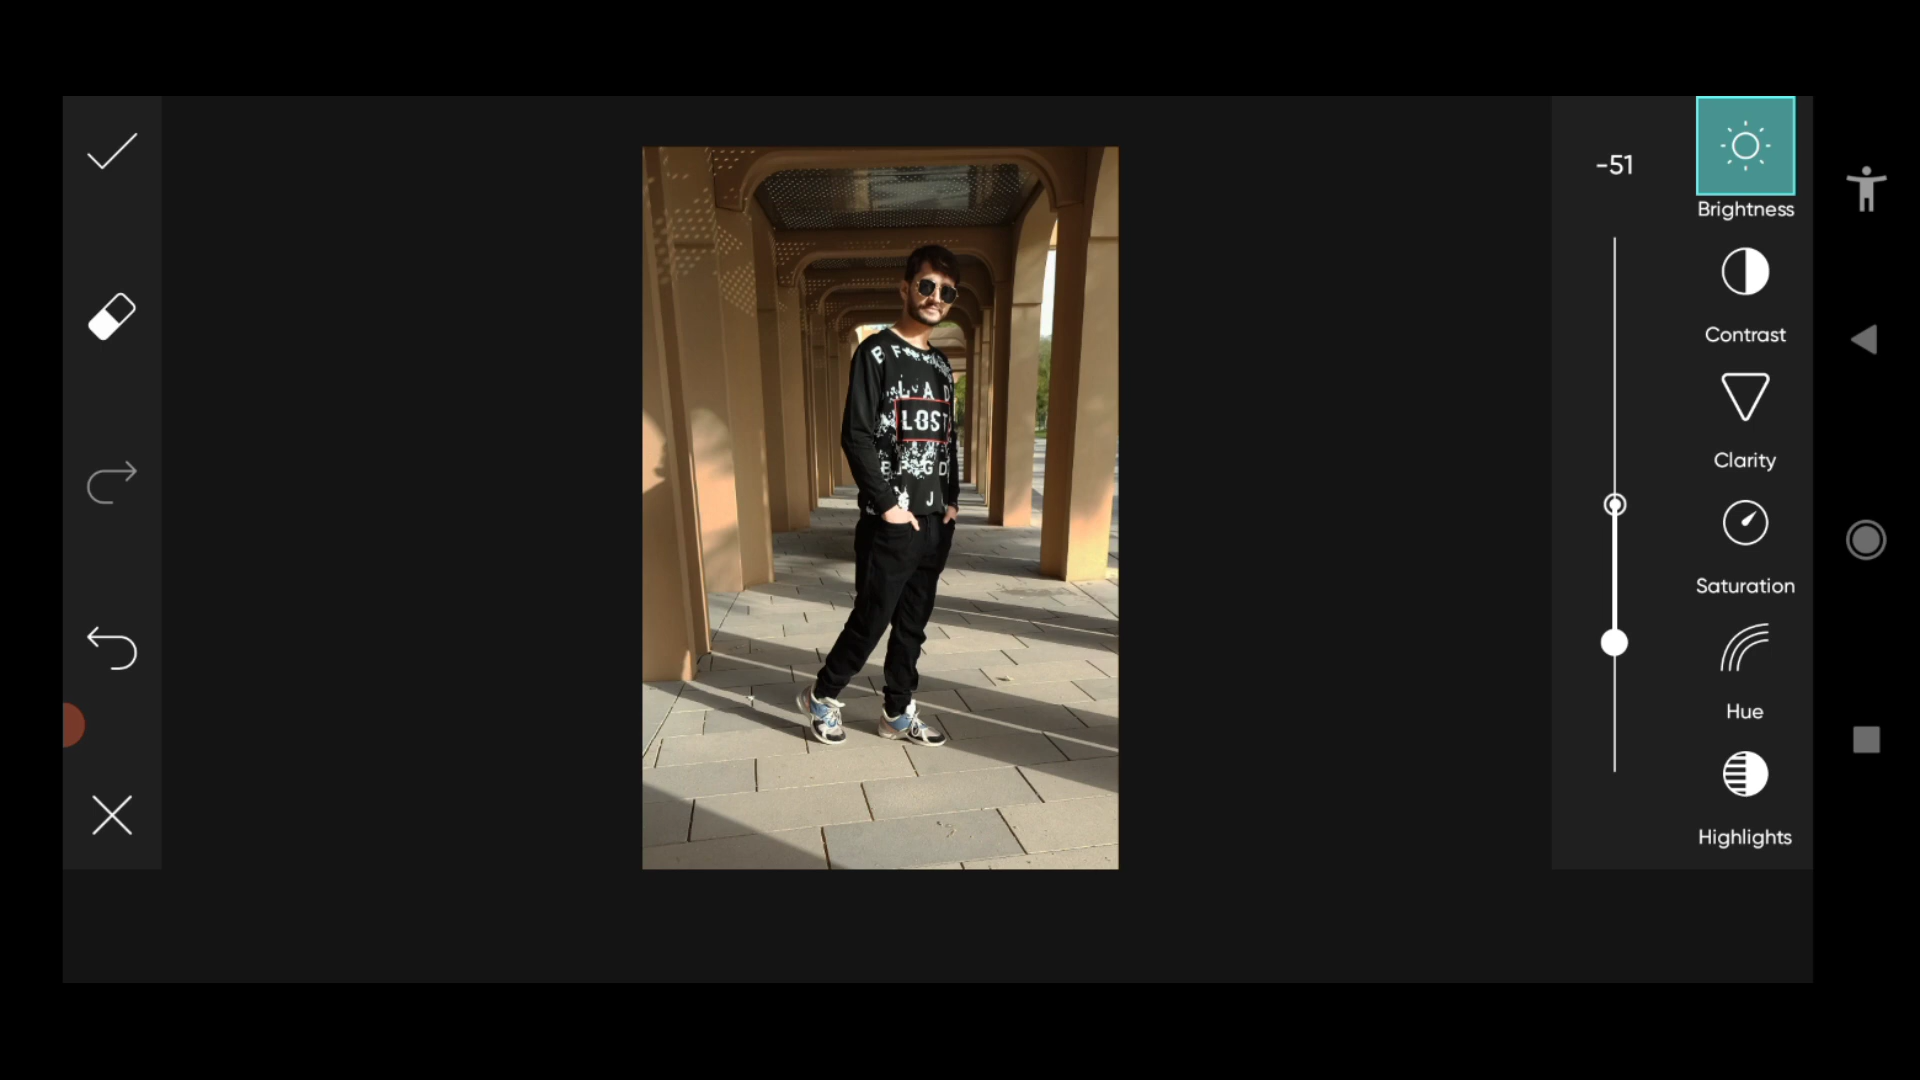 -51
Brightness
Contrast
Clarity
Saturation
Hue
Highlights
B F
L A D
LOST
J